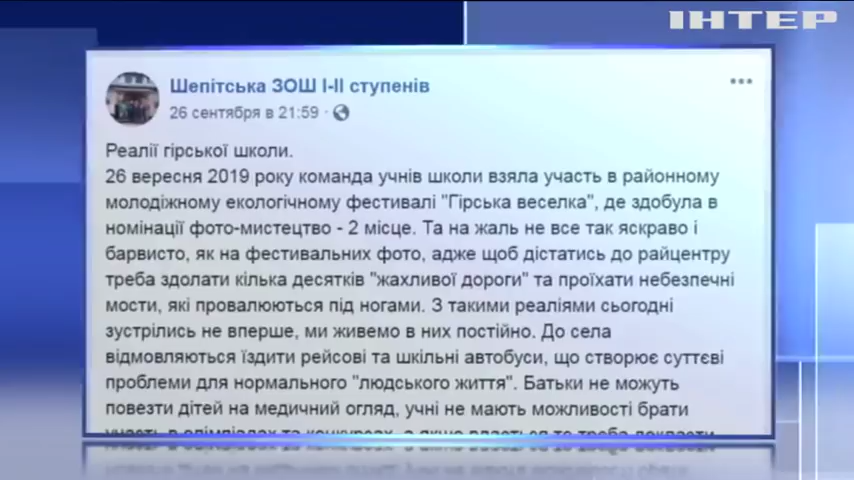 ІНТЕР
Шепітська ЗОШ І-ІІ ступенів
26 сентября в 21:59 ·
Реалії гірської школи.
26 вересня 2019 року команда учнів школи взяла участь в районному
молодіжному екологічному фестивалі "Гірська веселка", де здобула в
номінації фото-мистецтво - 2 місце. Та на жаль не все так яскраво і
барвисто, як на фестивальних фото, адже щоб дістатись до райцентру
треба здолати кілька десятків "жахливої дороги" та проїхати небезпечні
мости, які провалюються під ногами. З такими реаліями сьогодні
зустрілись не вперше, ми живемо в них постійно. До села
відмовляються їздити рейсові та шкільні автобуси, що створює суттєві
проблеми для нормального "людського життя". Батьки не можуть
повезти дітей на медичний огляд, учні не мають можливості брати
участь в олімпіадах та конкурсах, а якщо